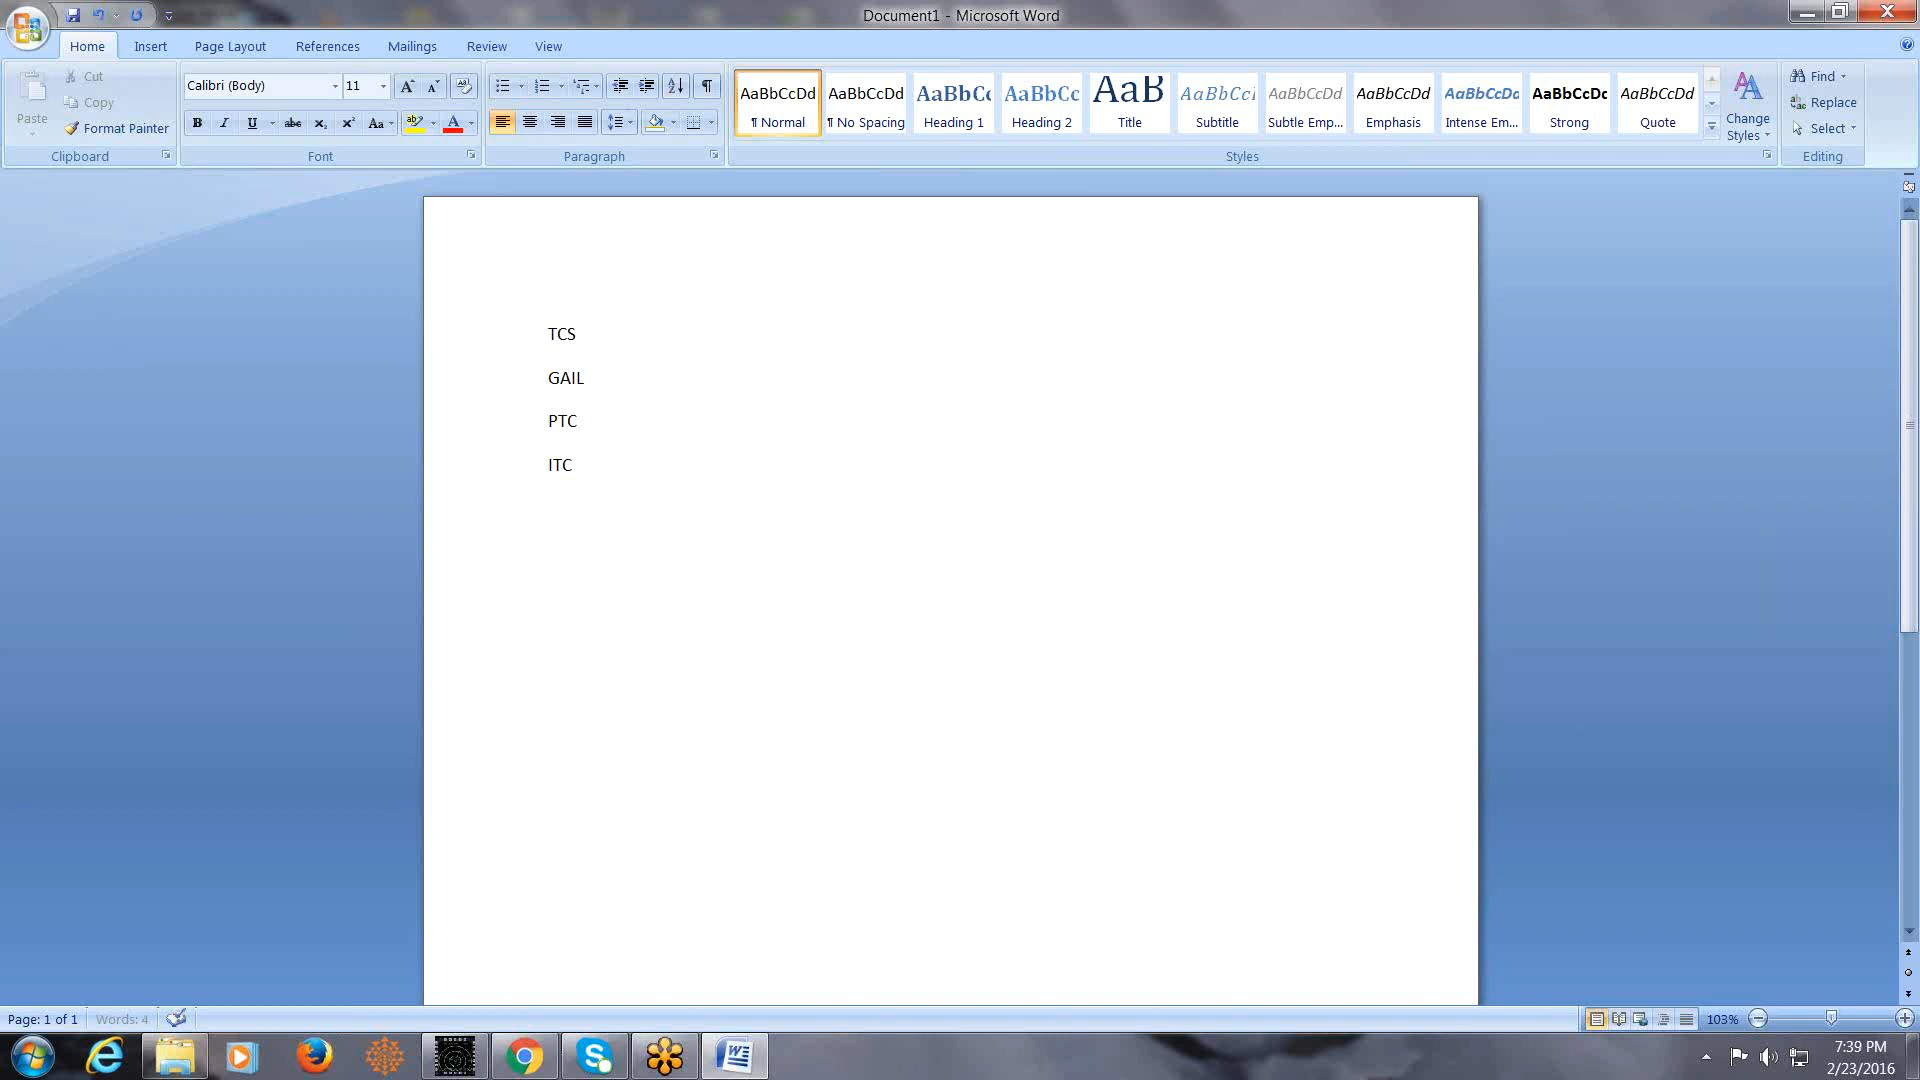 Document1 - Microsoft Word
Home Insert Page Layout References Mailings Review View
Paste
Cut
Copy
Format Painter
Clipboard
Calibri (Body) 11
Font
Paragraph
AaBbCcDd AaBbCcDd AaBbCc AaBbCc AaB AaBbCcI AaBbCcDd AaBbCcDd AaBbCcDd AaBbCcDc AaBbCcDd
¶ Normal ¶ No Spacing Heading 1 Heading 2 Title Subtitle Subtle Emp... Emphasis Intense Em... Strong Quote
Change
Styles
Styles
Find
Replace
Select
Editing
TCS
GAIL
PTC
ITC
Page: 1 of 1 Words: 4
103%
7:39 PM
2/23/2016